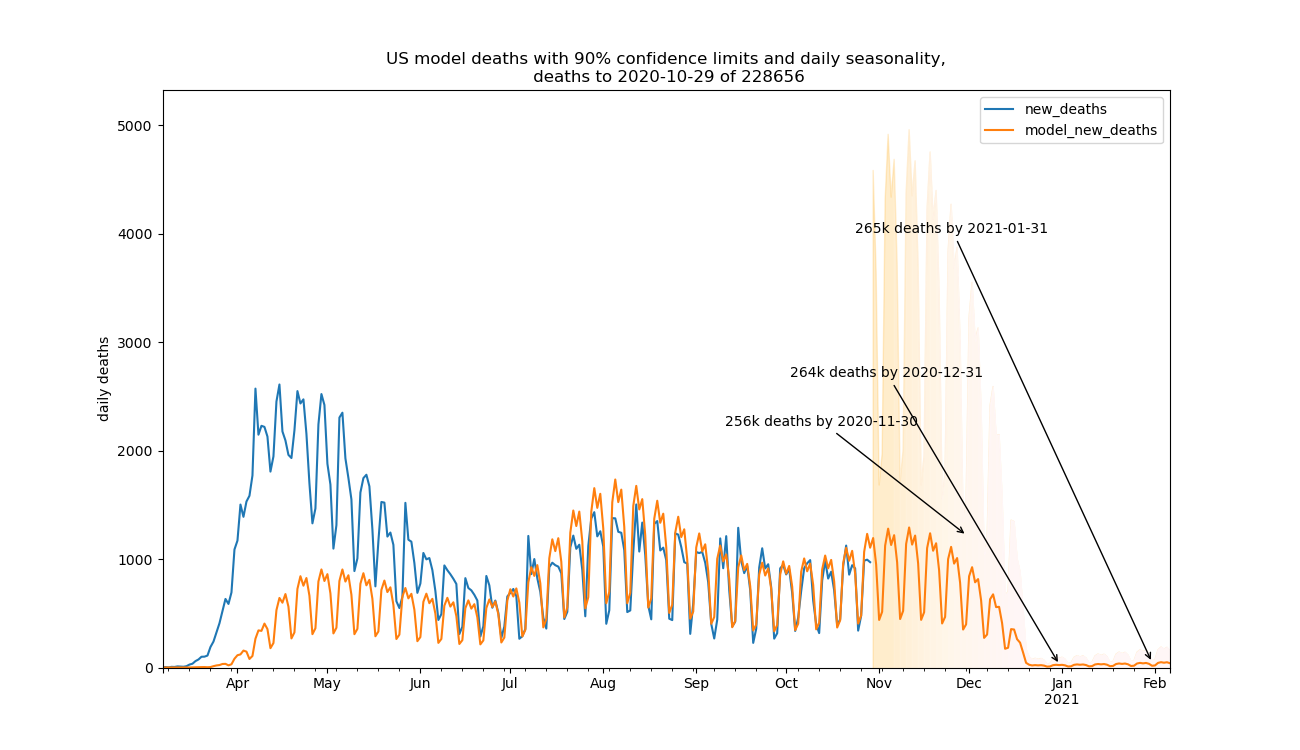 US model deaths with 90% confidence limits and daily seasonality,
deaths to 2020-10-29 of 228656
new_deaths
model_new_deaths
5000
4000
3000
2000
1000
0
daily deaths
265k deaths by 2021-01-31
264k deaths by 2020-12-31
256k deaths by 2020-11-30
Apr May Jun Jul Aug Sep Oct Nov Dec Jan Feb
2021